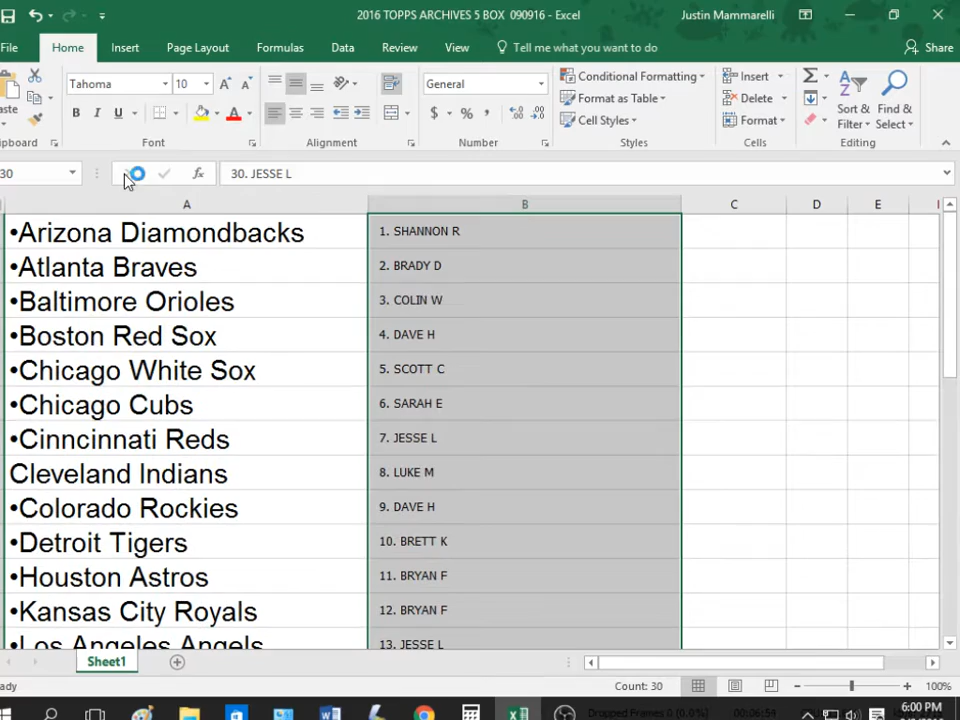 2016 TOPPS ARCHIVES 5 BOX 090916 - Excel
Justin Mammarelli
File Home Insert Page Layout Formulas Data Review View Tell me what you want to do Share
Tahoma 10 General Conditional Formatting Insert
B I U $ % Format as Table Delete Sort & Filter Find & Select
Cell Styles Format
Font Alignment Number Styles Cells Editing
30 fx 30. JESSE L
A B C D E
•Arizona Diamondbacks 1. SHANNON R
•Atlanta Braves 2. BRADY D
•Baltimore Orioles 3. COLIN W
•Boston Red Sox 4. DAVE H
•Chicago White Sox 5. SCOTT C
•Chicago Cubs 6. SARAH E
•Cinncinnati Reds 7. JESSE L
Cleveland Indians 8. LUKE M
•Colorado Rockies 9. DAVE H
•Detroit Tigers 10. BRETT K
•Houston Astros 11. BRYAN F
•Kansas City Royals 12. BRYAN F
•Los Angeles Angels 13. JESSE L
Sheet1
Count: 30 100%
Dropped Frames 0 (0.0%) 00:06:59
6:00 PM